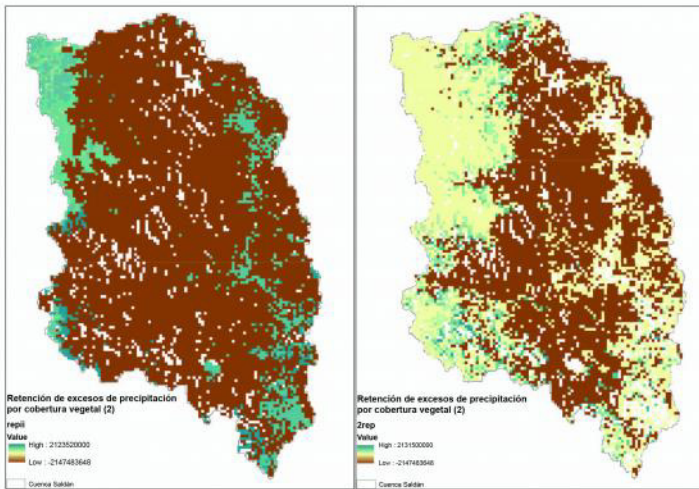 Retención de excesos de precipitación
por cobertura vegetal (2)
repii
Value
High : 2123520000
Low : -2147483648
Cuenca Saldán
Retención de excesos de precipitación
por cobertura vegetal (2)
2rep
Value
High : 2131500000
Low : -2147483648
Cuenca Saldán